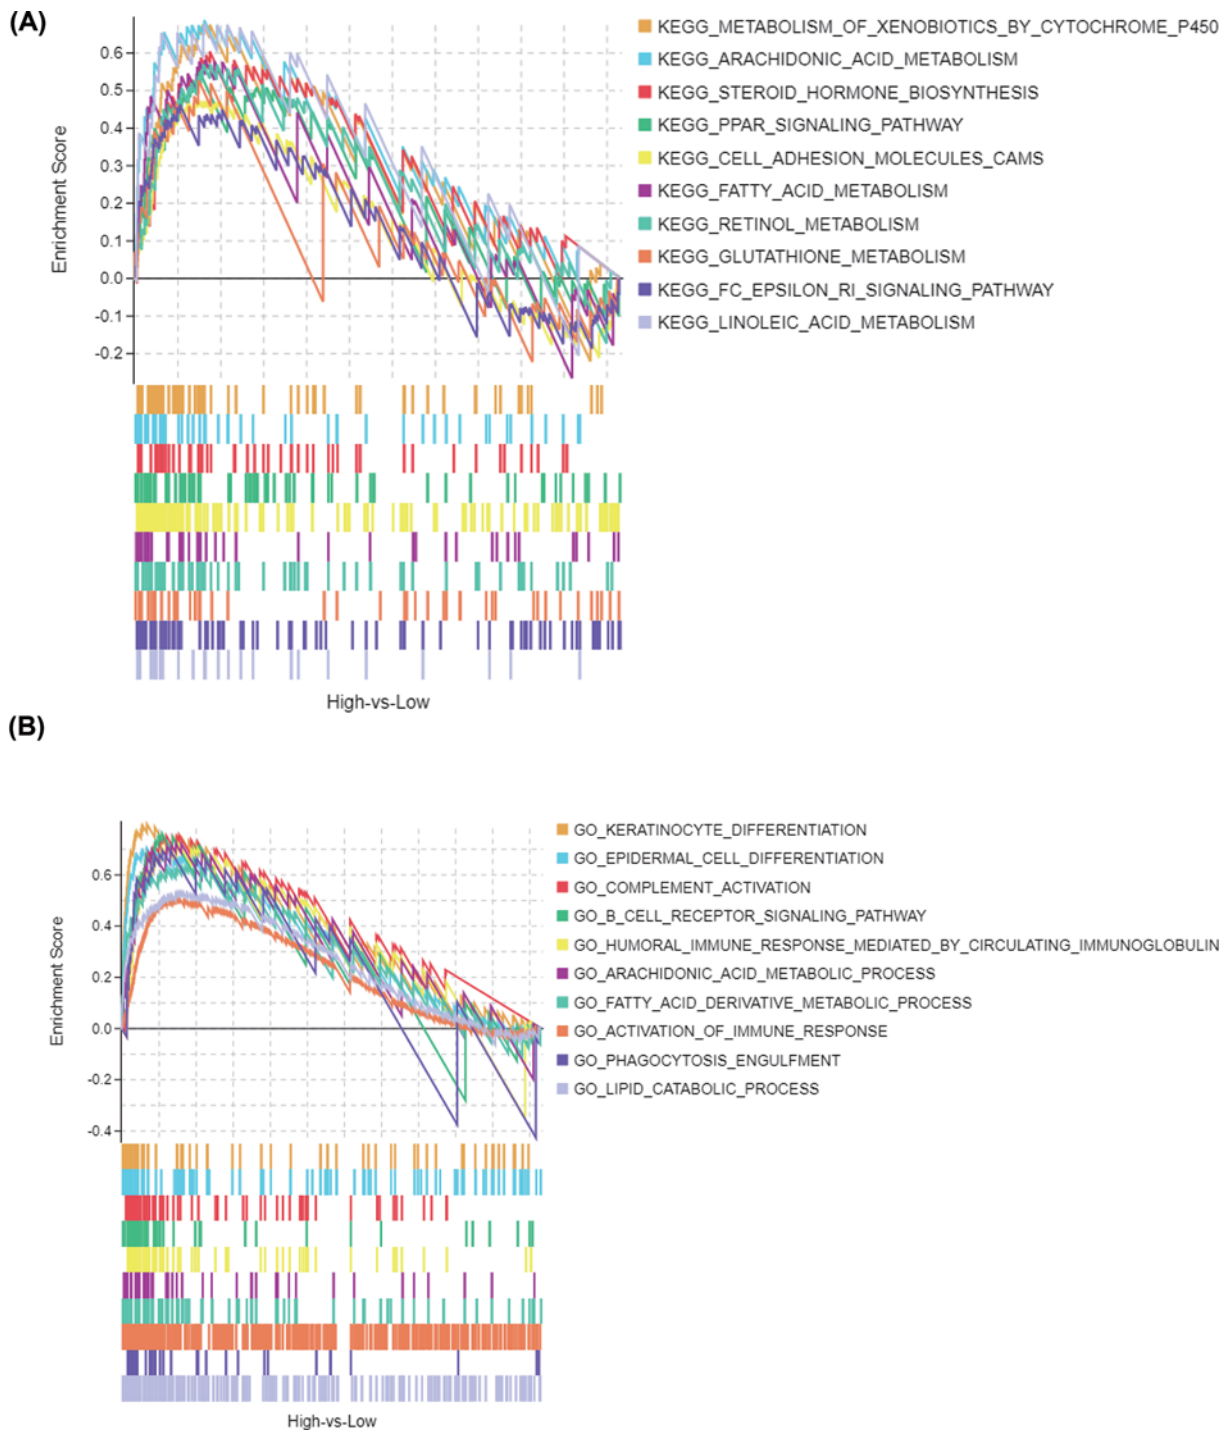 (A)
0.6
0.5
0.4
0.3
0.2
0.1
0.0
-0.1
-0.2
Enrichment Score
KEGG_METABOLISM_OF_XENOBIOTICS_BY_CYTOCHROME_P450
KEGG_ARACHIDONIC_ACID_METABOLISM
KEGG_STEROID_HORMONE_BIOSYNTHESIS
KEGG_PPAR_SIGNALING_PATHWAY
KEGG_CELL_ADHESION_MOLECULES_CAMS
KEGG_FATTY_ACID_METABOLISM
KEGG_RETINOL_METABOLISM
KEGG_GLUTATHIONE_METABOLISM
KEGG_FC_EPSILON_RI_SIGNALING_PATHWAY
KEGG_LINOLEIC_ACID_METABOLISM
High-vs-Low
(B)
0.6
0.4
0.2
0.0
-0.2
-0.4
Enrichment Score
GO_KERATINOCYTE_DIFFERENTIATION
GO_EPIDERMAL_CELL_DIFFERENTIATION
GO_COMPLEMENT_ACTIVATION
GO_B_CELL_RECEPTOR_SIGNALING_PATHWAY
GO_HUMORAL_IMMUNE_RESPONSE_MEDIATED_BY_CIRCULATING_IMMUNOGLOBULIN
GO_ARACHIDONIC_ACID_METABOLIC_PROCESS
GO_FATTY_ACID_DERIVATIVE_METABOLIC_PROCESS
GO_ACTIVATION_OF_IMMUNE_RESPONSE
GO_PHAGOCYTOSIS_ENGULFMENT
GO_LIPID_CATABOLIC_PROCESS
High-vs-Low